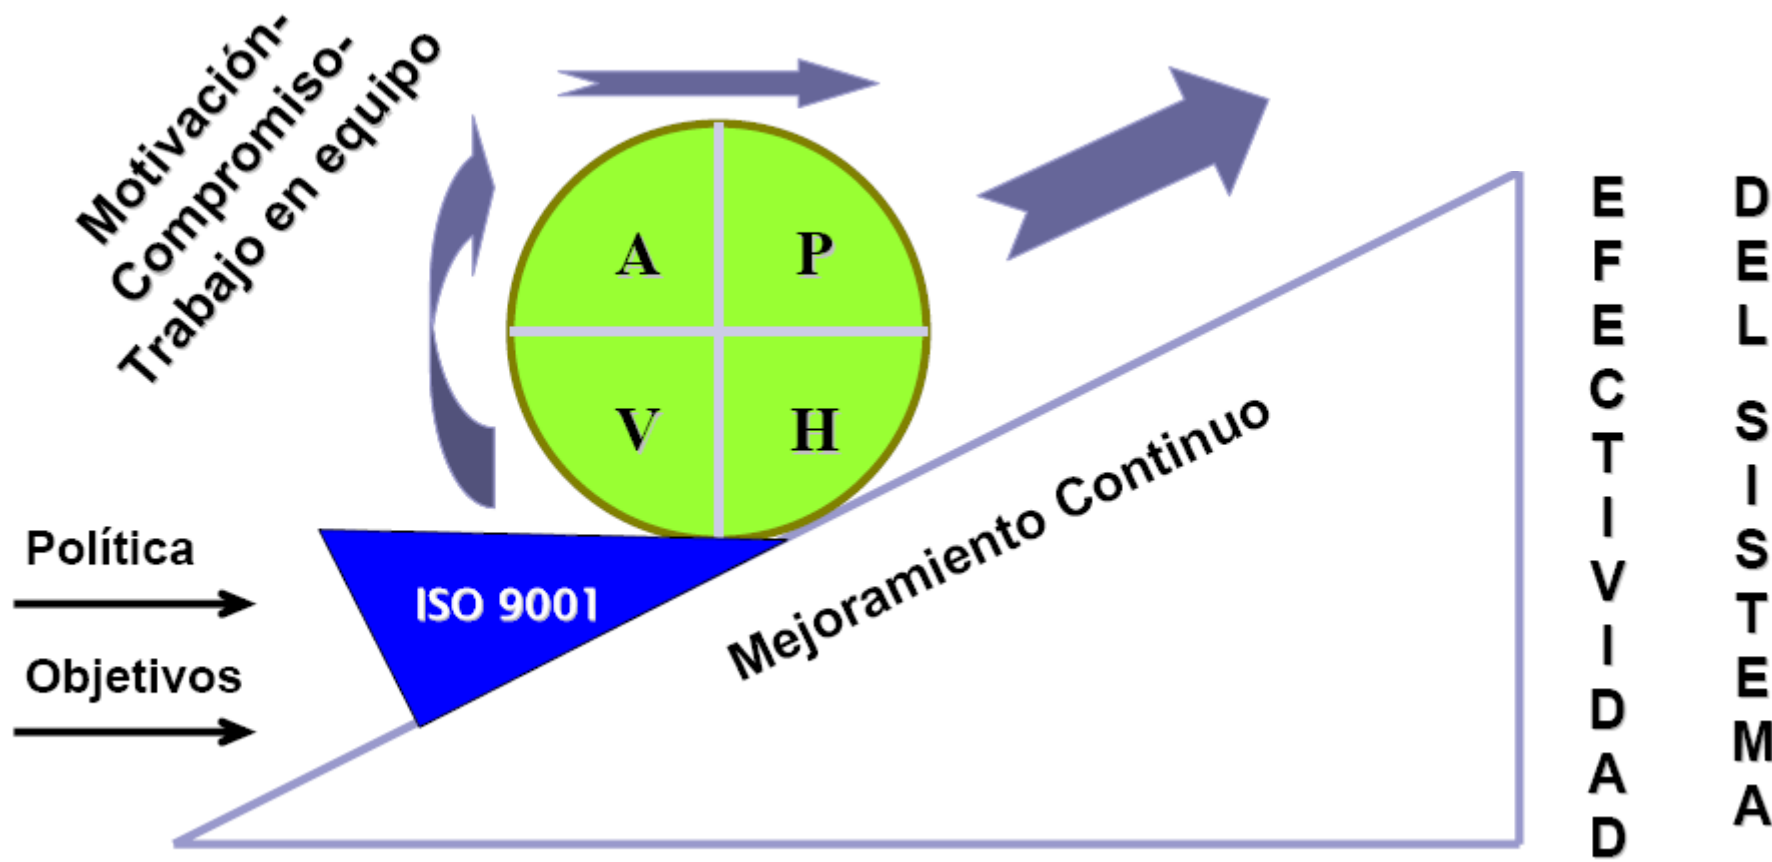 Motivación-
Compromiso-
Trabajo en equipo
A
P
V
H
Política
Objetivos
ISO 9001
Mejoramiento Continuo
EFECTIVIDAD
DEL SISTEMA